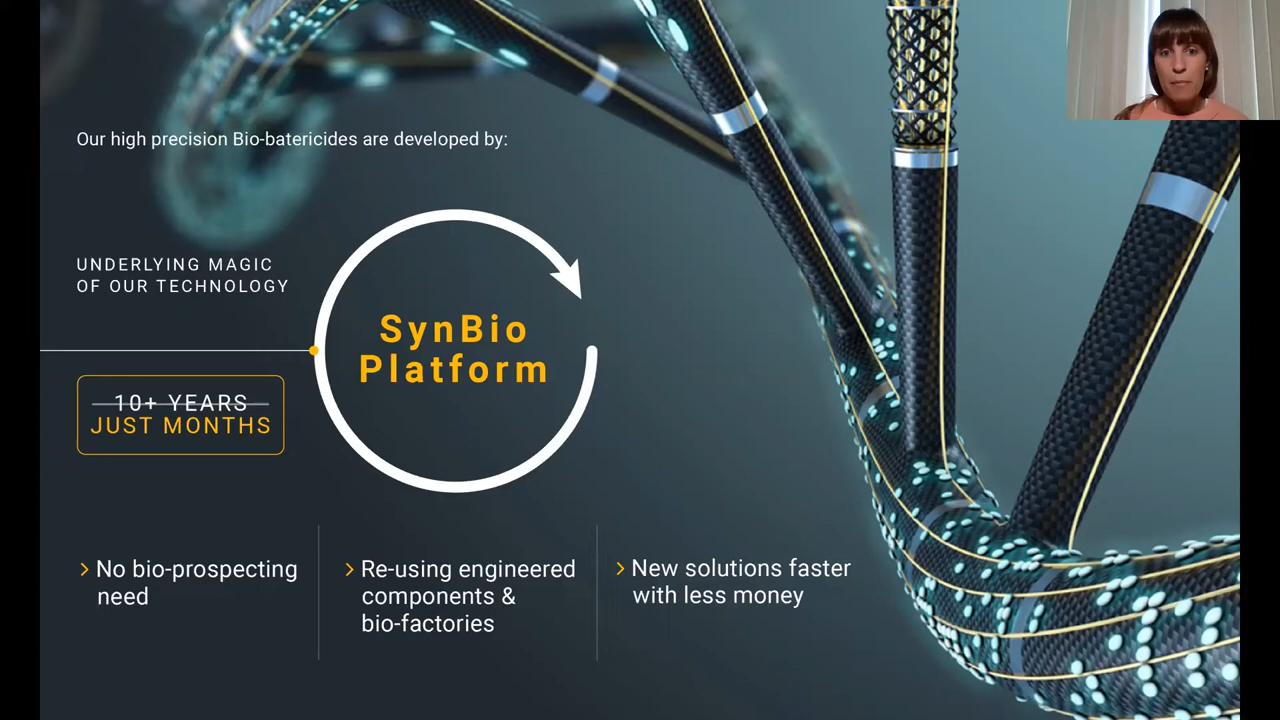 Our high precision Bio-batericides are developed by:
UNDERLYING MAGIC
OF OUR TECHNOLOGY
SynBio
Platform
10+ YEARS
JUST MONTHS
No bio-prospecting
need
Re-using engineered
components &
bio-factories
New solutions faster
with less money